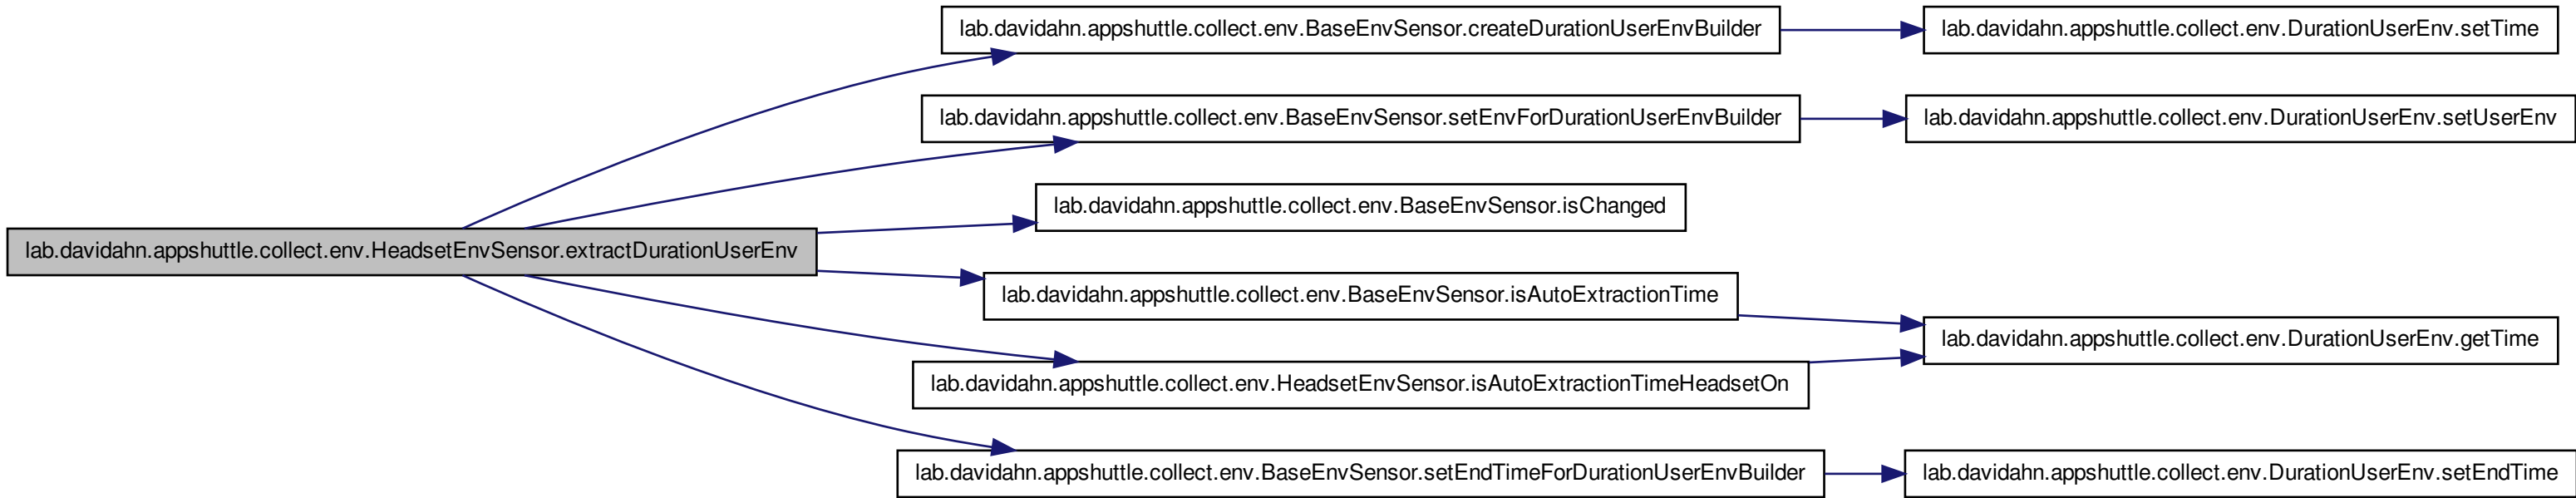 lab.davidahn.appshuttle.collect.env.BaseEnvSensor.createDurationUserEnvBuilder
lab.davidahn.appshuttle.collect.env.DurationUserEnv.setTime
lab.davidahn.appshuttle.collect.env.BaseEnvSensor.setEnvForDurationUserEnvBuilder
lab.davidahn.appshuttle.collect.env.DurationUserEnv.setUserEnv
lab.davidahn.appshuttle.collect.env.BaseEnvSensor.isChanged
lab.davidahn.appshuttle.collect.env.HeadsetEnvSensor.extractDurationUserEnv
lab.davidahn.appshuttle.collect.env.BaseEnvSensor.isAutoExtractionTime
lab.davidahn.appshuttle.collect.env.DurationUserEnv.getTime
lab.davidahn.appshuttle.collect.env.HeadsetEnvSensor.isAutoExtractionTimeHeadsetOn
lab.davidahn.appshuttle.collect.env.BaseEnvSensor.setEndTimeForDurationUserEnvBuilder
lab.davidahn.appshuttle.collect.env.DurationUserEnv.setEndTime